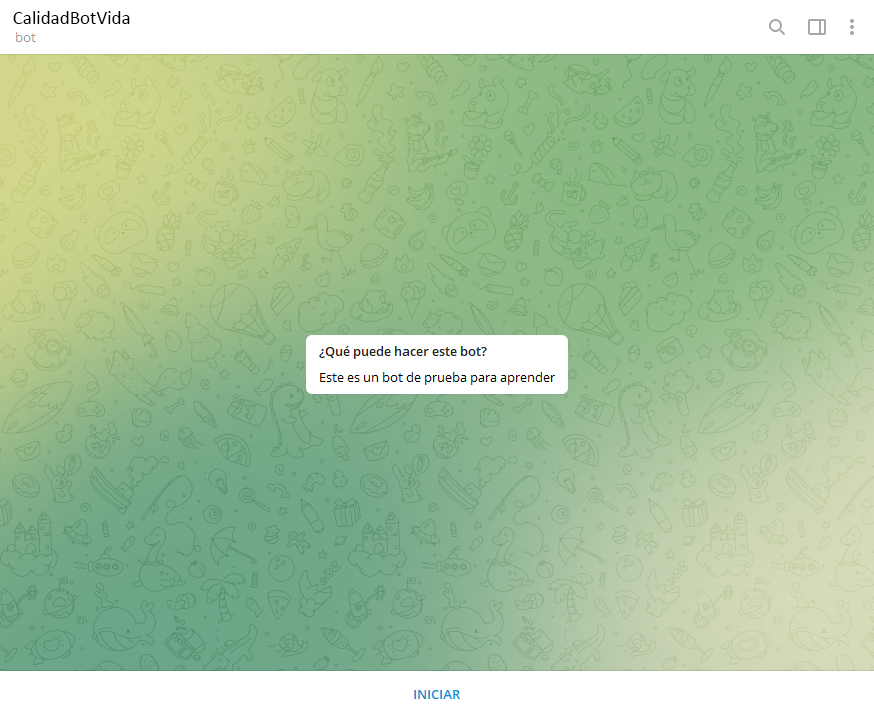 CalidadBotVida
bot
¿Qué puede hacer este bot?
Este es un bot de prueba para aprender
INICIAR